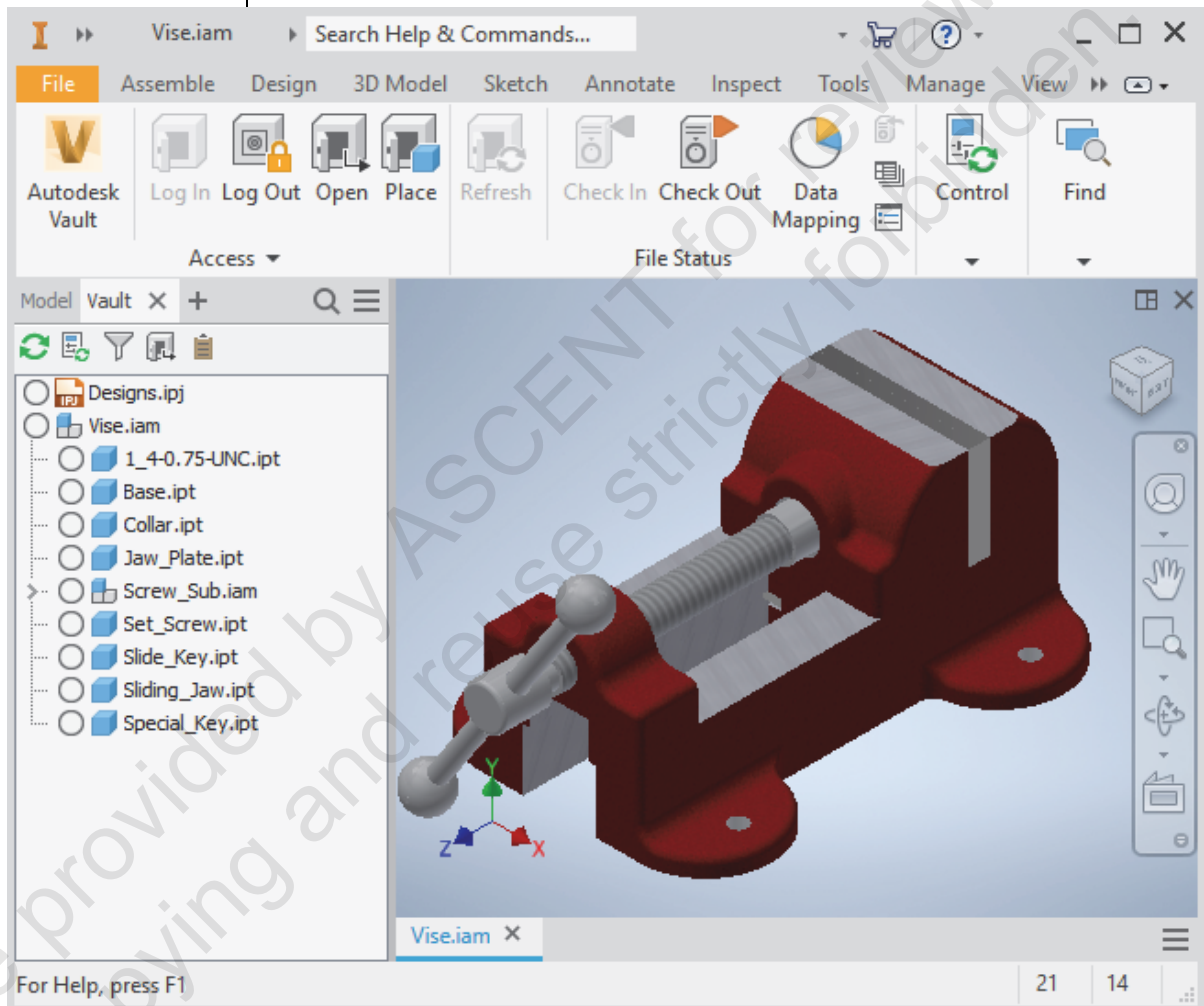 Vise.iam
Search Help & Commands...
File Assemble Design 3D Model Sketch Annotate Inspect Tools Manage View
Autodesk Vault
Log In Log Out Open Place Refresh Check In Check Out Data Mapping Control Find
Access File Status
Model Vault
Designs.ipj
Vise.iam
1_4-0.75-UNC.ipt
Base.ipt
Collar.ipt
Jaw_Plate.ipt
Screw_Sub.iam
Set_Screw.ipt
Slide_Key.ipt
Sliding_Jaw.ipt
Special_Key.ipt
Y
Z
X
Vise.iam
For Help, press F1
21 14
provided by ASCENT for review
ying and reuse strictly forbidden.